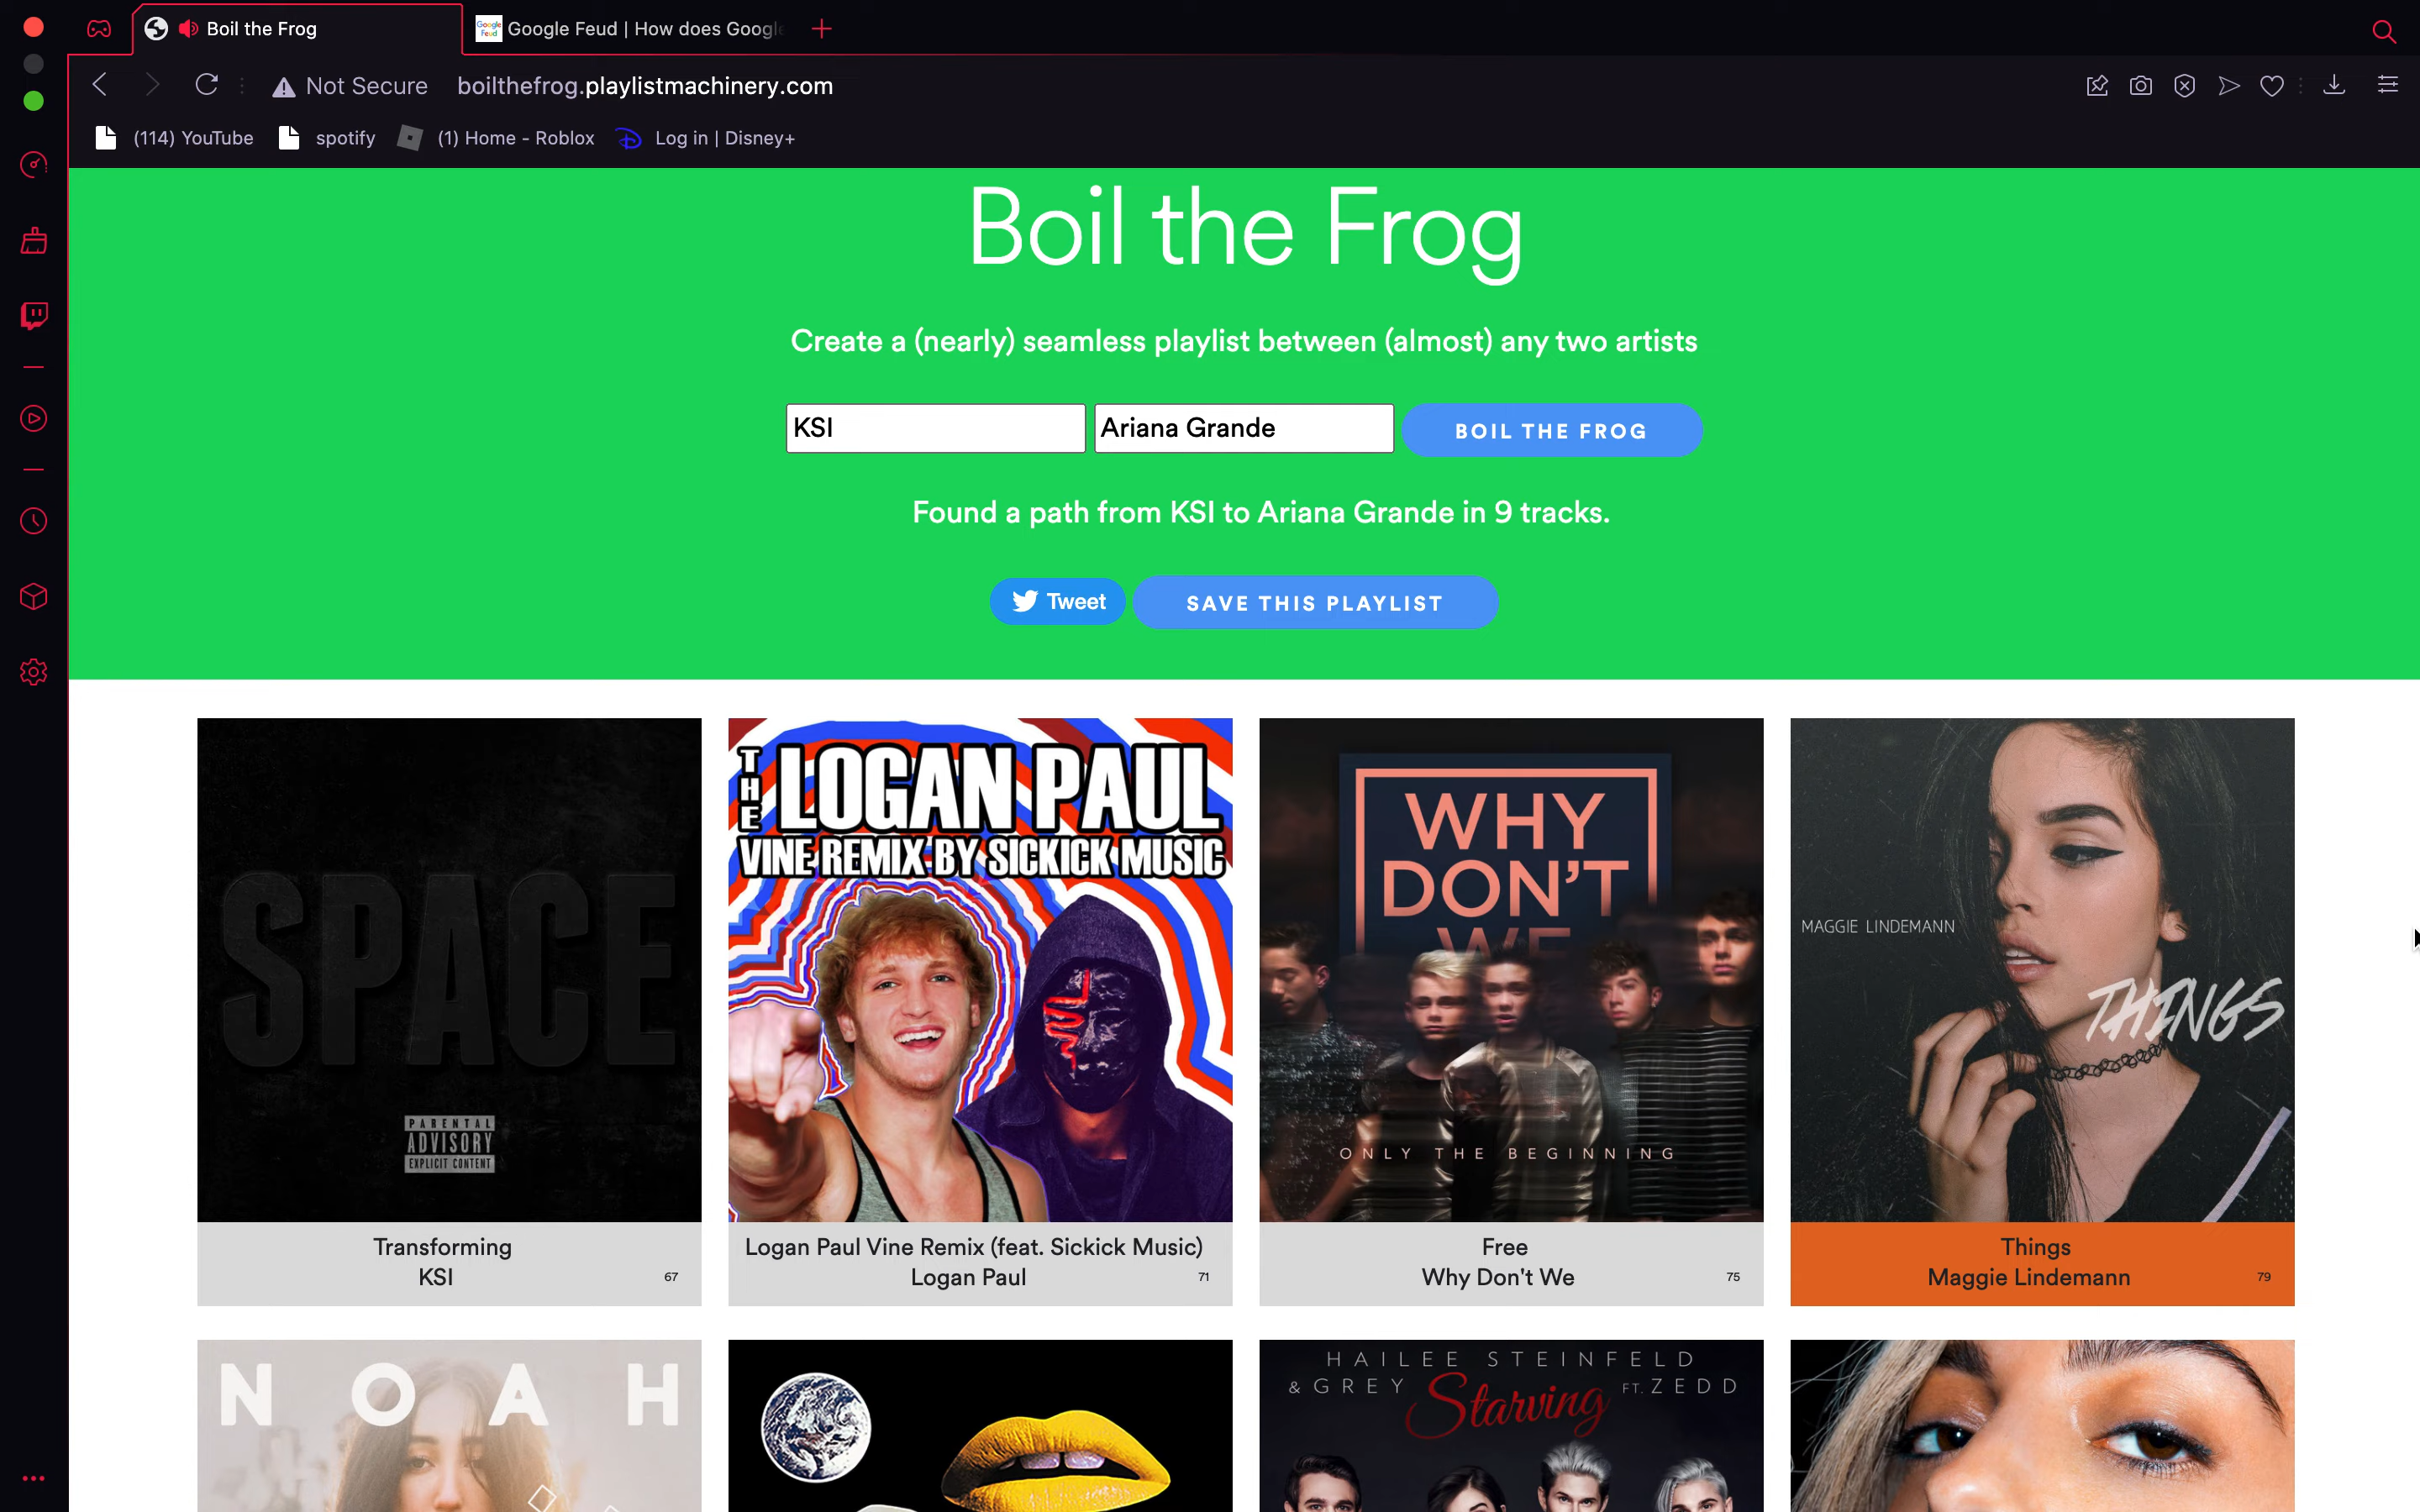 Boil the Frog
Google Feud | How does Googl
Not Secure
boilthefrog.playlistmachinery.com
(114) YouTube
spotify
(1) Home - Roblox
Log in | Disney+
Boil the Frog
Create a (nearly) seamless playlist between (almost) any two artists
KSI
Ariana Grande
BOIL THE FROG
Found a path from KSI to Ariana Grande in 9 tracks.
Tweet
SAVE THIS PLAYLIST
SPACE
PARENTAL
ADVISORY
EXPLICIT CONTENT
Transforming
KSI
67
THE LOGAN PAUL
VINE REMIX BY SICKICK MUSIC
Logan Paul Vine Remix (feat. Sickick Music)
Logan Paul
71
WHY
DON'T
WE
ONLY THE BEGINNING
Free
Why Don't We
75
MAGGIE LINDEMANN
THINGS
Things
Maggie Lindemann
79
NOAH
HAILEE STEINFELD
& GREY Starving FT. ZEDD